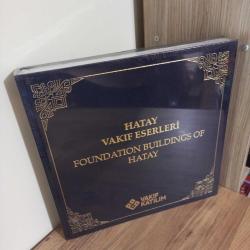 HATAY
VAKIF ESERLERİ
FOUNDATION BUILDINGS OF
HATAY
VAKIF
KATILIM